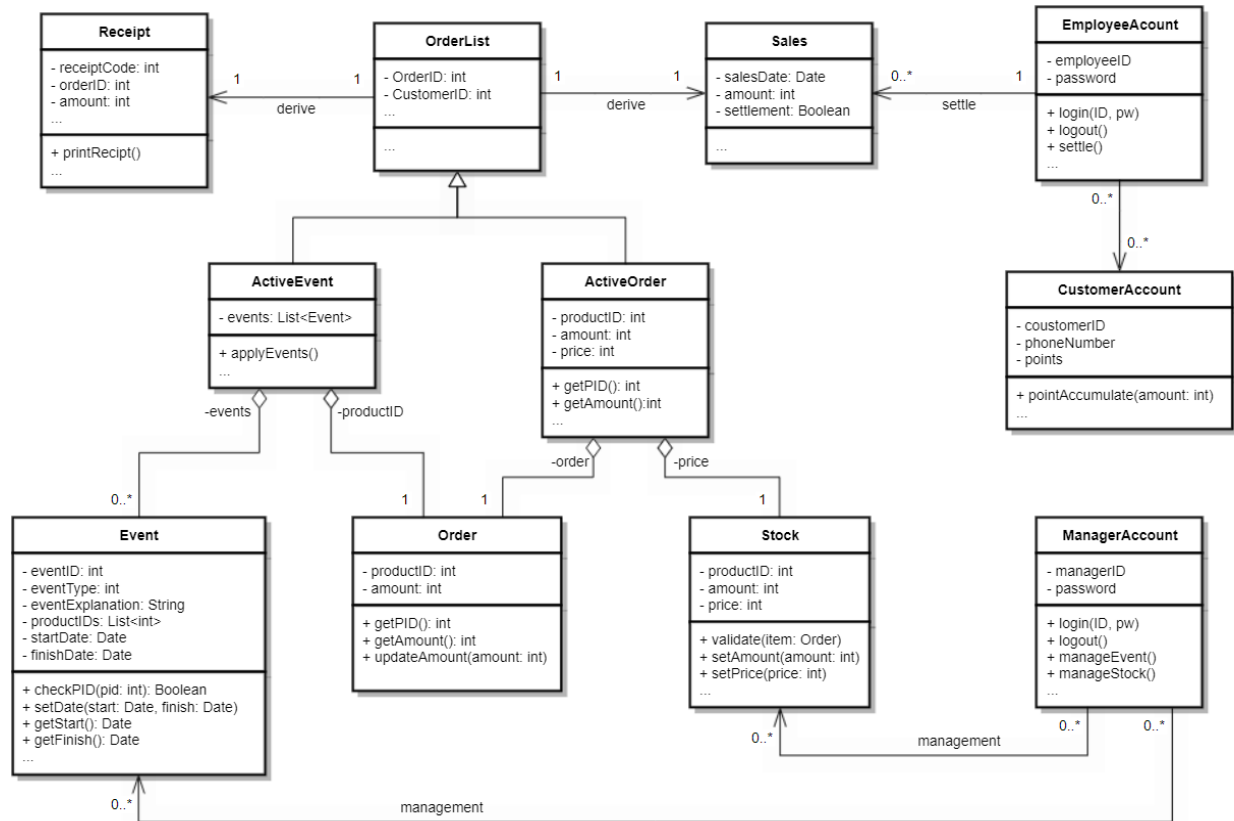 Receipt
- receiptCode: int
- orderID: int
- amount: int
...
+ printRecipt()
...
1
1
derive
OrderList
- OrderID: int
- CustomerID: int
...
...
1
1
derive
Sales
- salesDate: Date
- amount: int
- settlement: Boolean
...
0..*
1
settle
EmployeeAcount
- employeeID
- password
+ login(ID, pw)
+ logout()
+ settle()
...
0..*
0..*
ActiveEvent
- events: List<Event>
+ applyEvents()
...
-events
-productID
ActiveOrder
- productID: int
- amount: int
- price: int
+ getPID(): int
+ getAmount():int
...
-order
-price
CustomerAccount
- coustomerID
- phoneNumber
- points
+ pointAccumulate(amount: int)
...
0..*
1
1
1
Event
- eventID: int
- eventType: int
- eventExplanation: String
- productIDs: List<int>
- startDate: Date
- finishDate: Date
+ checkPID(pid: int): Boolean
+ setDate(start: Date, finish: Date)
+ getStart(): Date
+ getFinish(): Date
...
Order
- productID: int
- amount: int
+ getPID(): int
+ getAmount(): int
+ updateAmount(amount: int)
Stock
- productID: int
- amount: int
- price: int
+ validate(item: Order)
+ setAmount(amount: int)
+ setPrice(price: int)
...
ManagerAccount
- managerID
- password
+ login(ID, pw)
+ logout()
+ manageEvent()
+ manageStock()
...
0..*
management
0..*
0..*
0..*
management